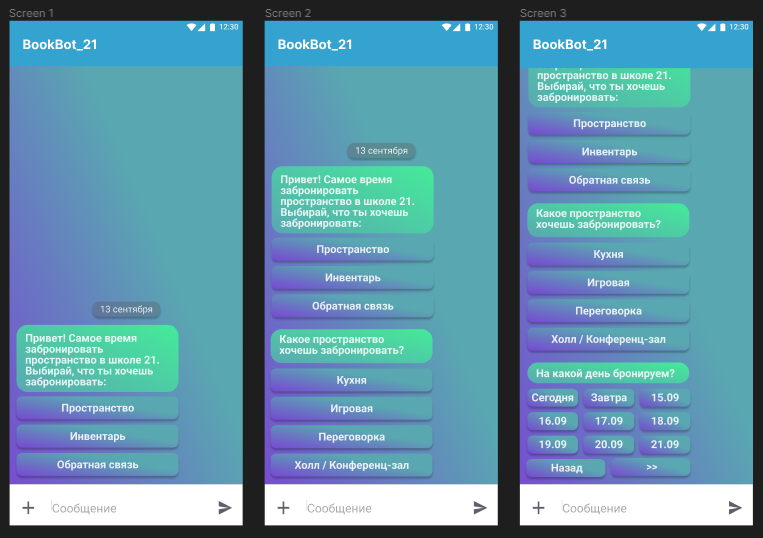 Screen 1
12:30
BookBot_21
13 сентября
Привет! Самое время
забронировать
пространство в школе 21.
Выбирай, что ты хочешь
забронировать:
Пространство
Инвентарь
Обратная связь
Сообщение
Screen 2
12:30
BookBot_21
13 сентября
Привет! Самое время
забронировать
пространство в школе 21.
Выбирай, что ты хочешь
забронировать:
Пространство
Инвентарь
Обратная связь
Какое пространство
хочешь забронировать?
Кухня
Игровая
Переговорка
Холл / Конференц-зал
Сообщение
Screen 3
12:30
BookBot_21
пространство в школе 21.
Выбирай, что ты хочешь
забронировать:
Пространство
Инвентарь
Обратная связь
Какое пространство
хочешь забронировать?
Кухня
Игровая
Переговорка
Холл / Конференц-зал
На какой день бронируем?
Сегодня Завтра 15.09
16.09 17.09 18.09
19.09 20.09 21.09
Назад >>
Сообщение